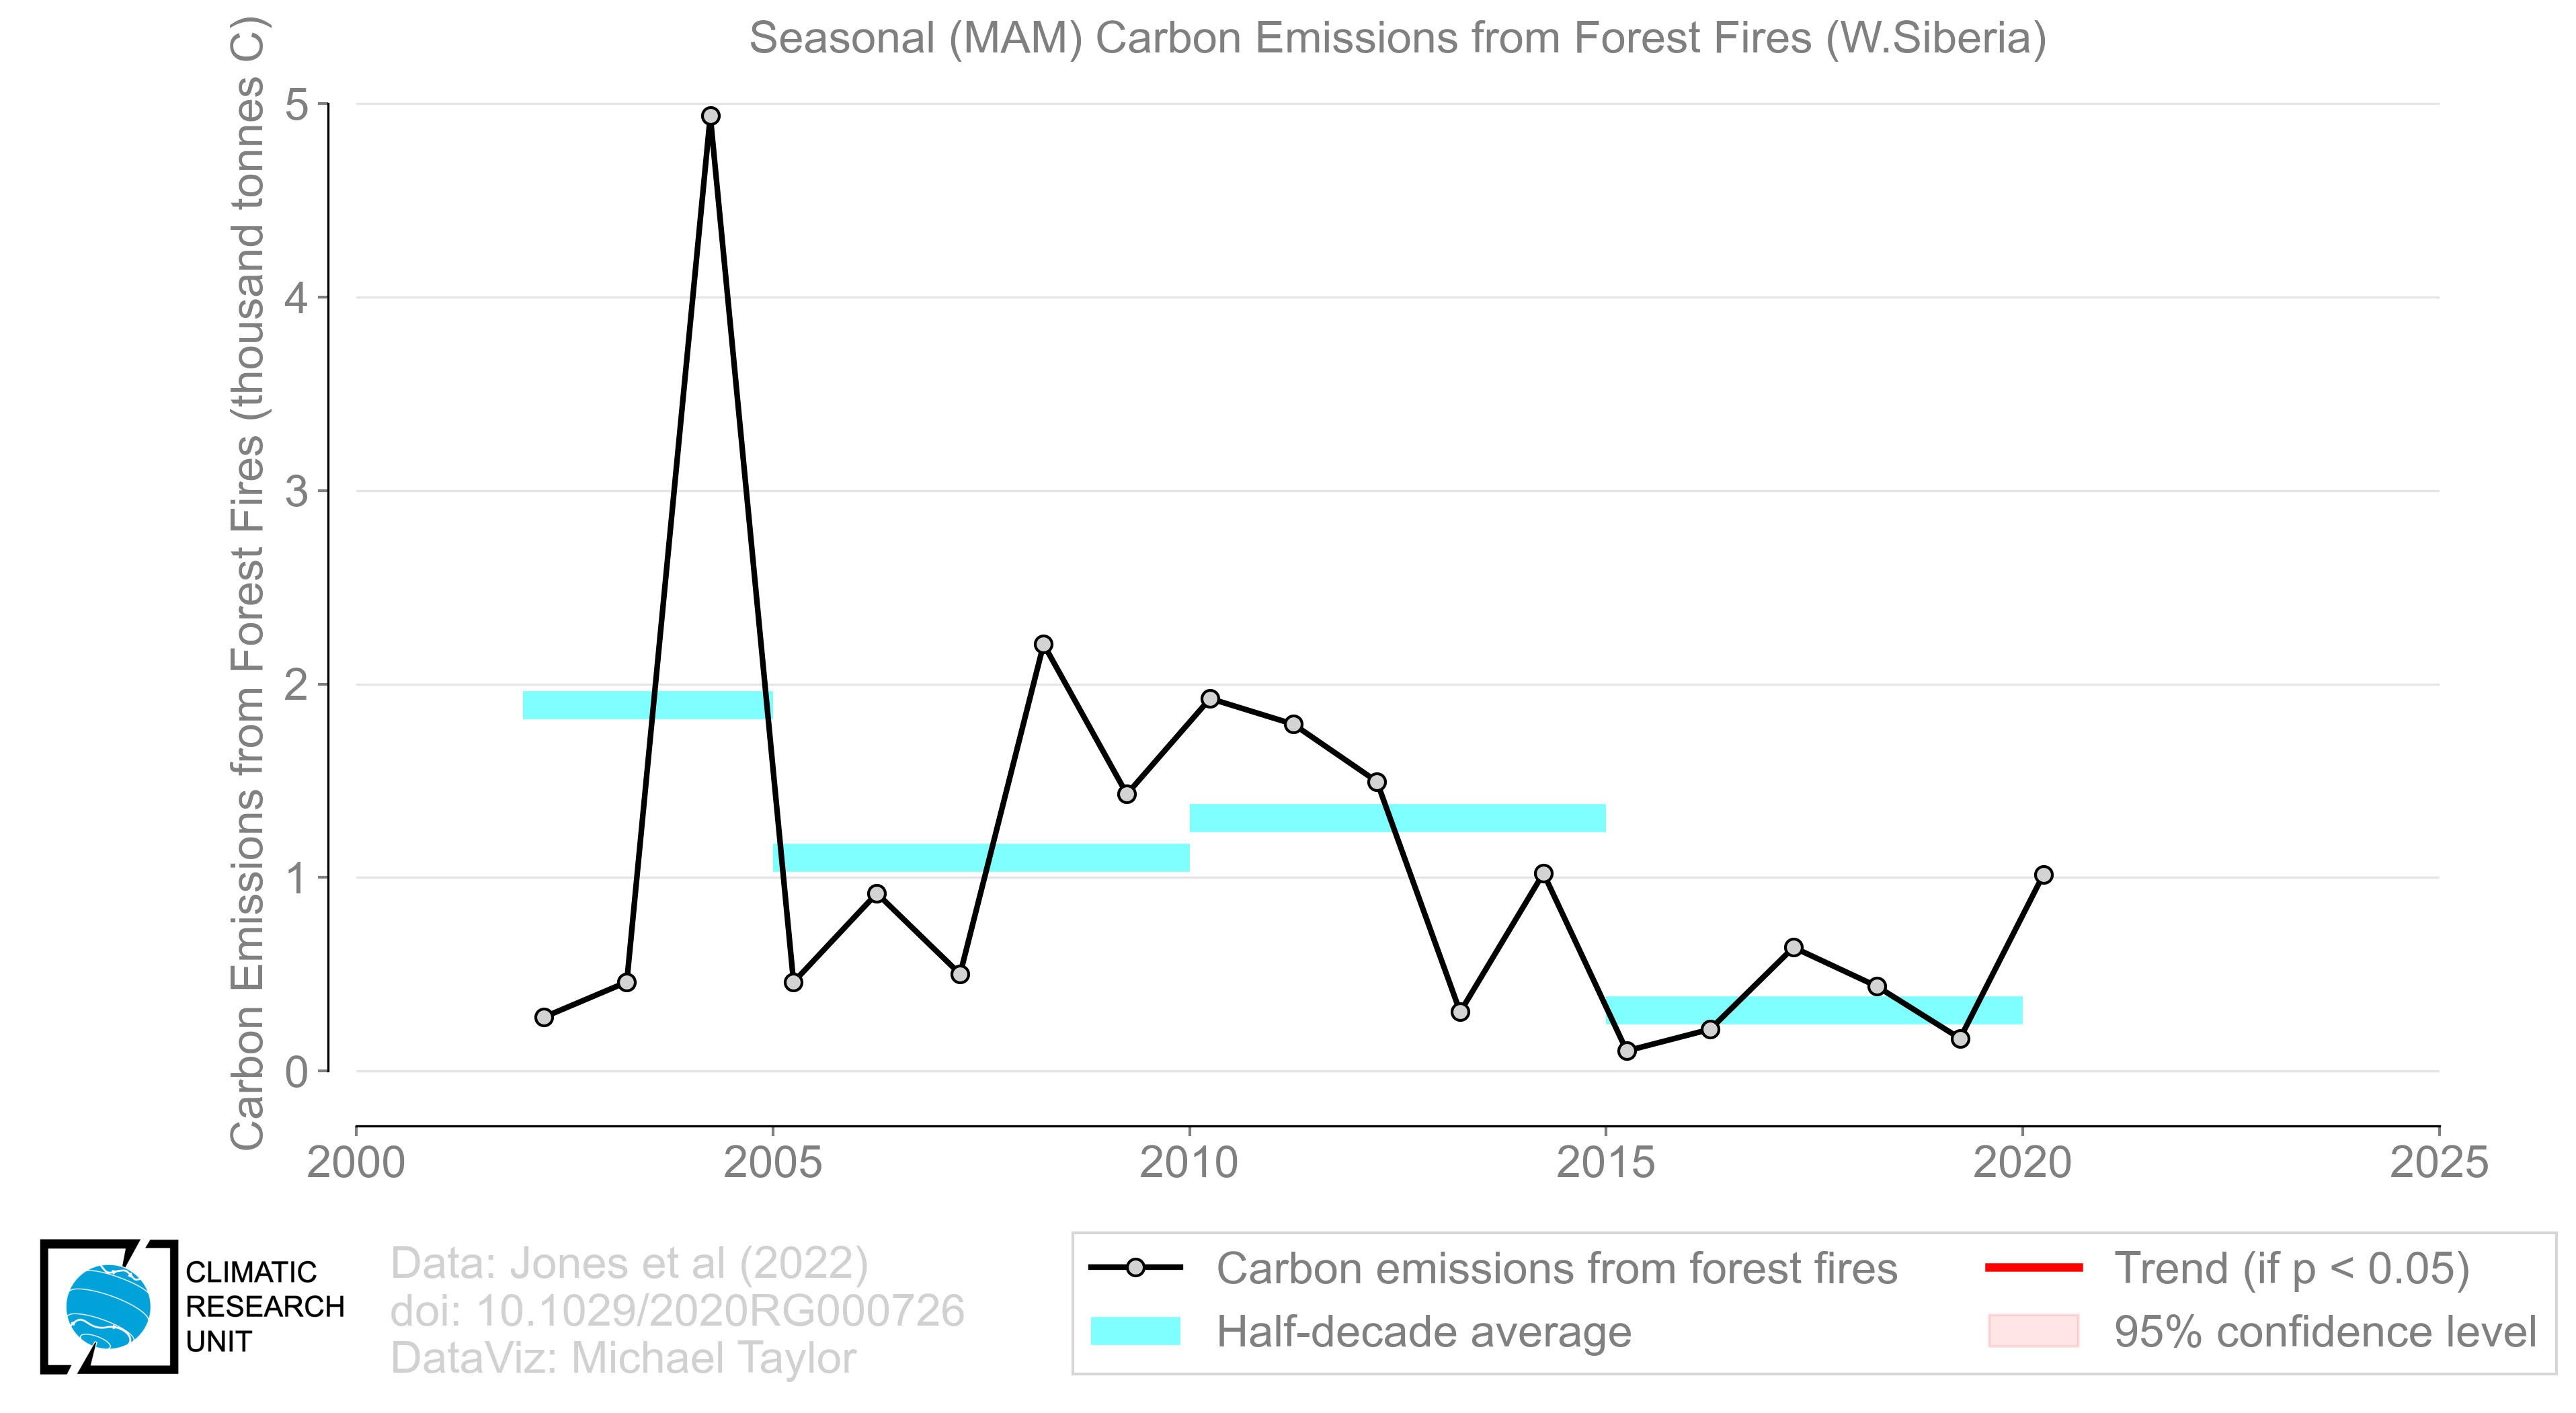 Seasonal (MAM) Carbon Emissions from Forest Fires (W.Siberia)
Carbon Emissions from Forest Fires (thousand tonnes C)
5
4
3
2
1
0
2000 2005 2010 2015 2020 2025
CLIMATIC
RESEARCH
UNIT
Data: Jones et al (2022)
doi: 10.1029/2020RG000726
DataViz: Michael Taylor
Carbon emissions from forest fires
Half-decade average
Trend (if p < 0.05)
95% confidence level